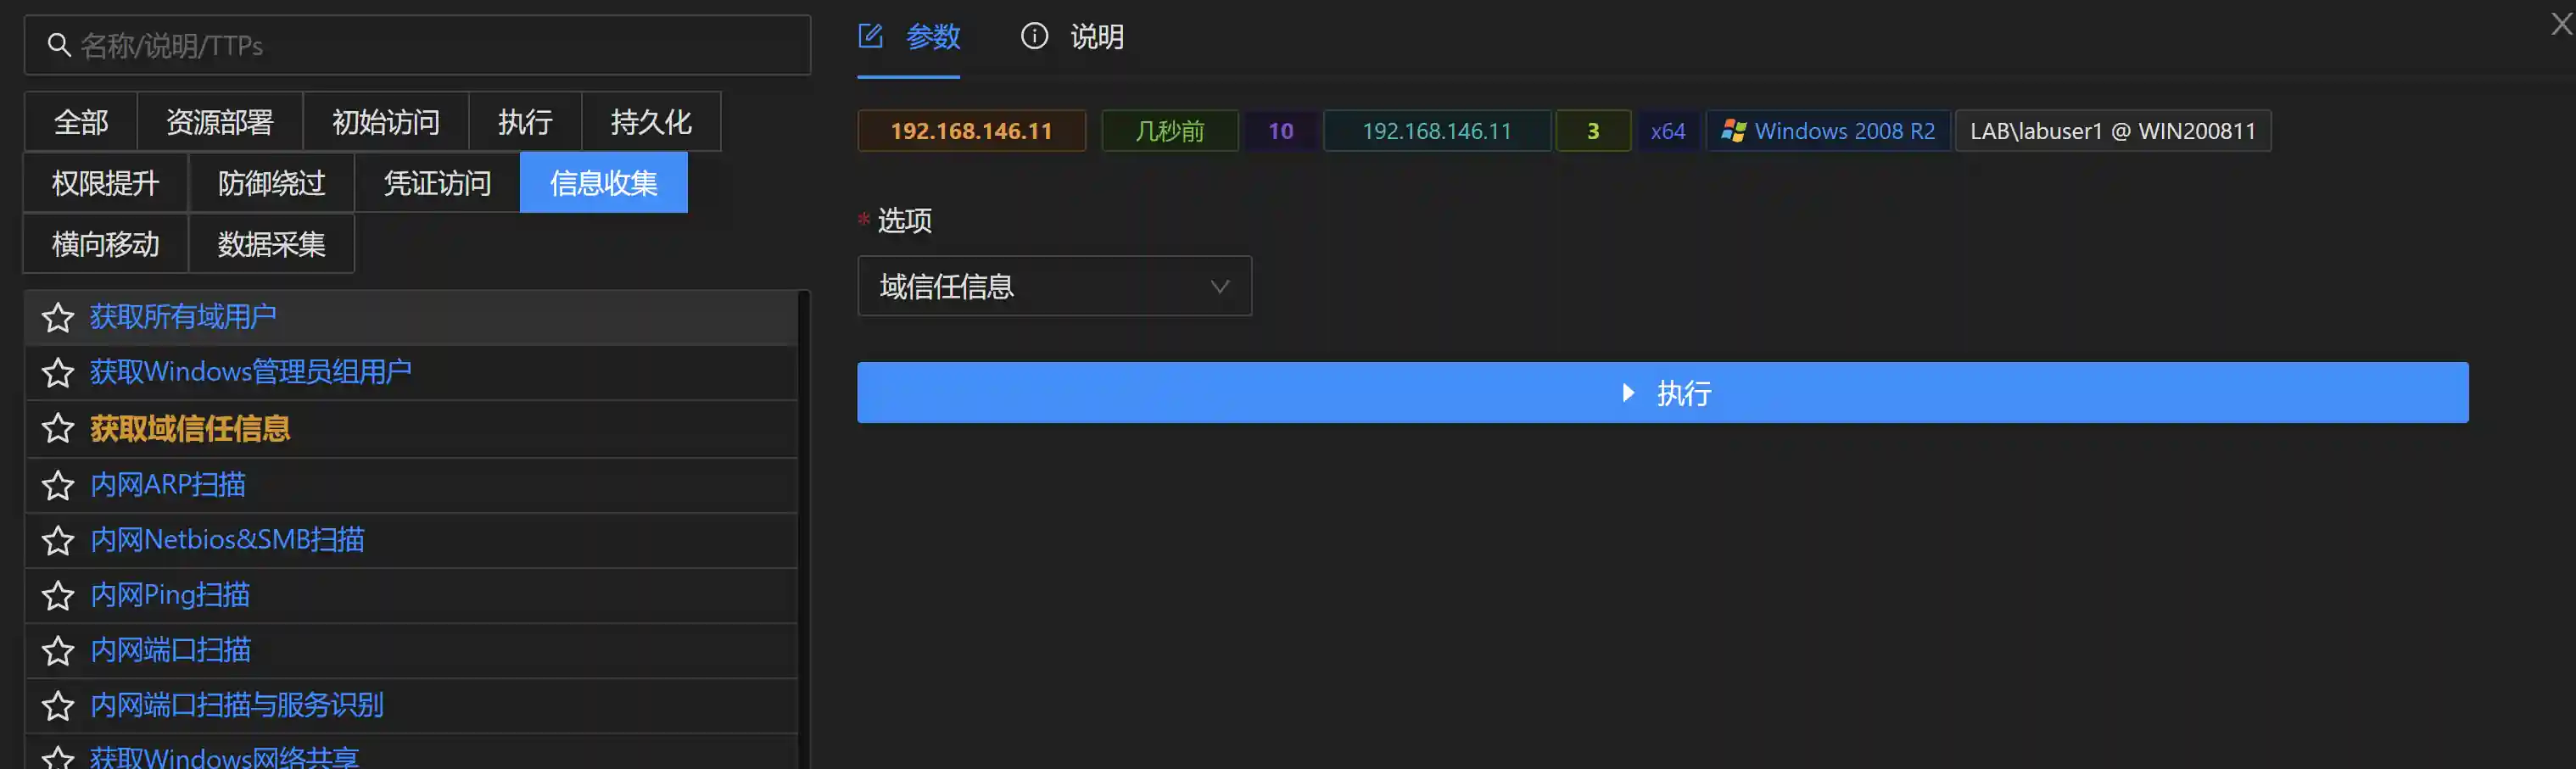 名称/说明/TTPs
全部 资源部署 初始访问 执行 持久化
权限提升 防御绕过 凭证访问 信息收集
横向移动 数据采集
获取所有域用户
获取Windows管理员组用户
获取域信任信息
内网ARP扫描
内网Netbios&SMB扫描
内网Ping扫描
内网端口扫描
内网端口扫描与服务识别
获取Windows网络共享
参数 说明
192.168.146.11 几秒前 10 192.168.146.11 3 x64 Windows 2008 R2 LAB\labuser1 @ WIN200811
* 选项
域信任信息
执行